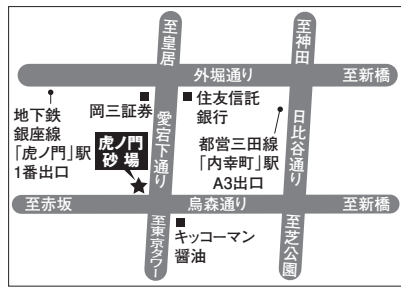 至皇居
至神田
外堀通り
至新橋
地下鉄
銀座線
「虎ノ門」駅
1番出口
岡三証券
住友信託
銀行
愛宕下通り
日比谷通り
虎ノ門
砂場
都営三田線
「内幸町」駅
A3出口
至赤坂
烏森通り
至新橋
至東京タワー
キッコーマン
醤油
至芝公園